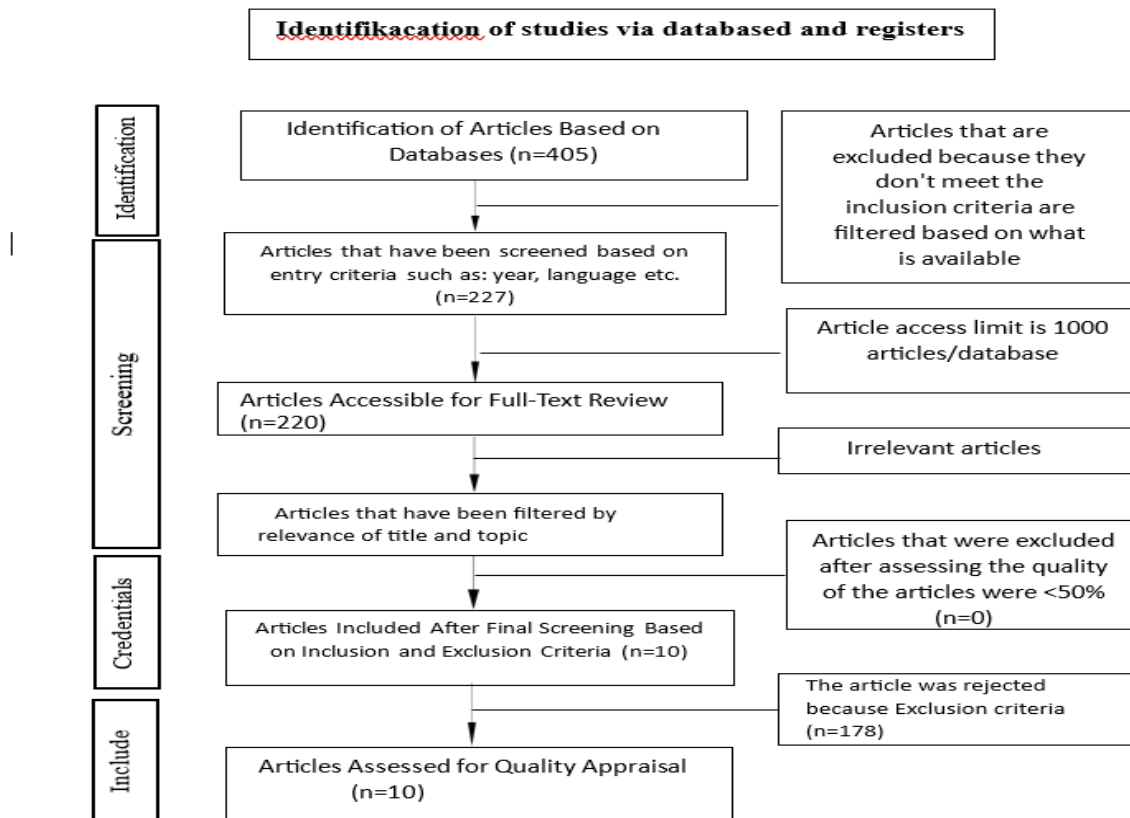 Identifikacation of studies via databased and registers
Identification
Identification of Articles Based on
Databases (n=405)
Articles that are
excluded because they
don't meet the
inclusion criteria are
filtered based on what
is available
Screening
Articles that have been screened based on
entry criteria such as: year, language etc.
(n=227)
Article access limit is 1000
articles/database
Articles Accessible for Full-Text Review
(n=220)
Irrelevant articles
Articles that have been filtered by
relevance of title and topic
Articles that were excluded
after assessing the quality
of the articles were <50%
(n=0)
Credentials
Articles Included After Final Screening Based
on Inclusion and Exclusion Criteria (n=10)
The article was rejected
because Exclusion criteria
(n=178)
Include
Articles Assessed for Quality Appraisal
(n=10)